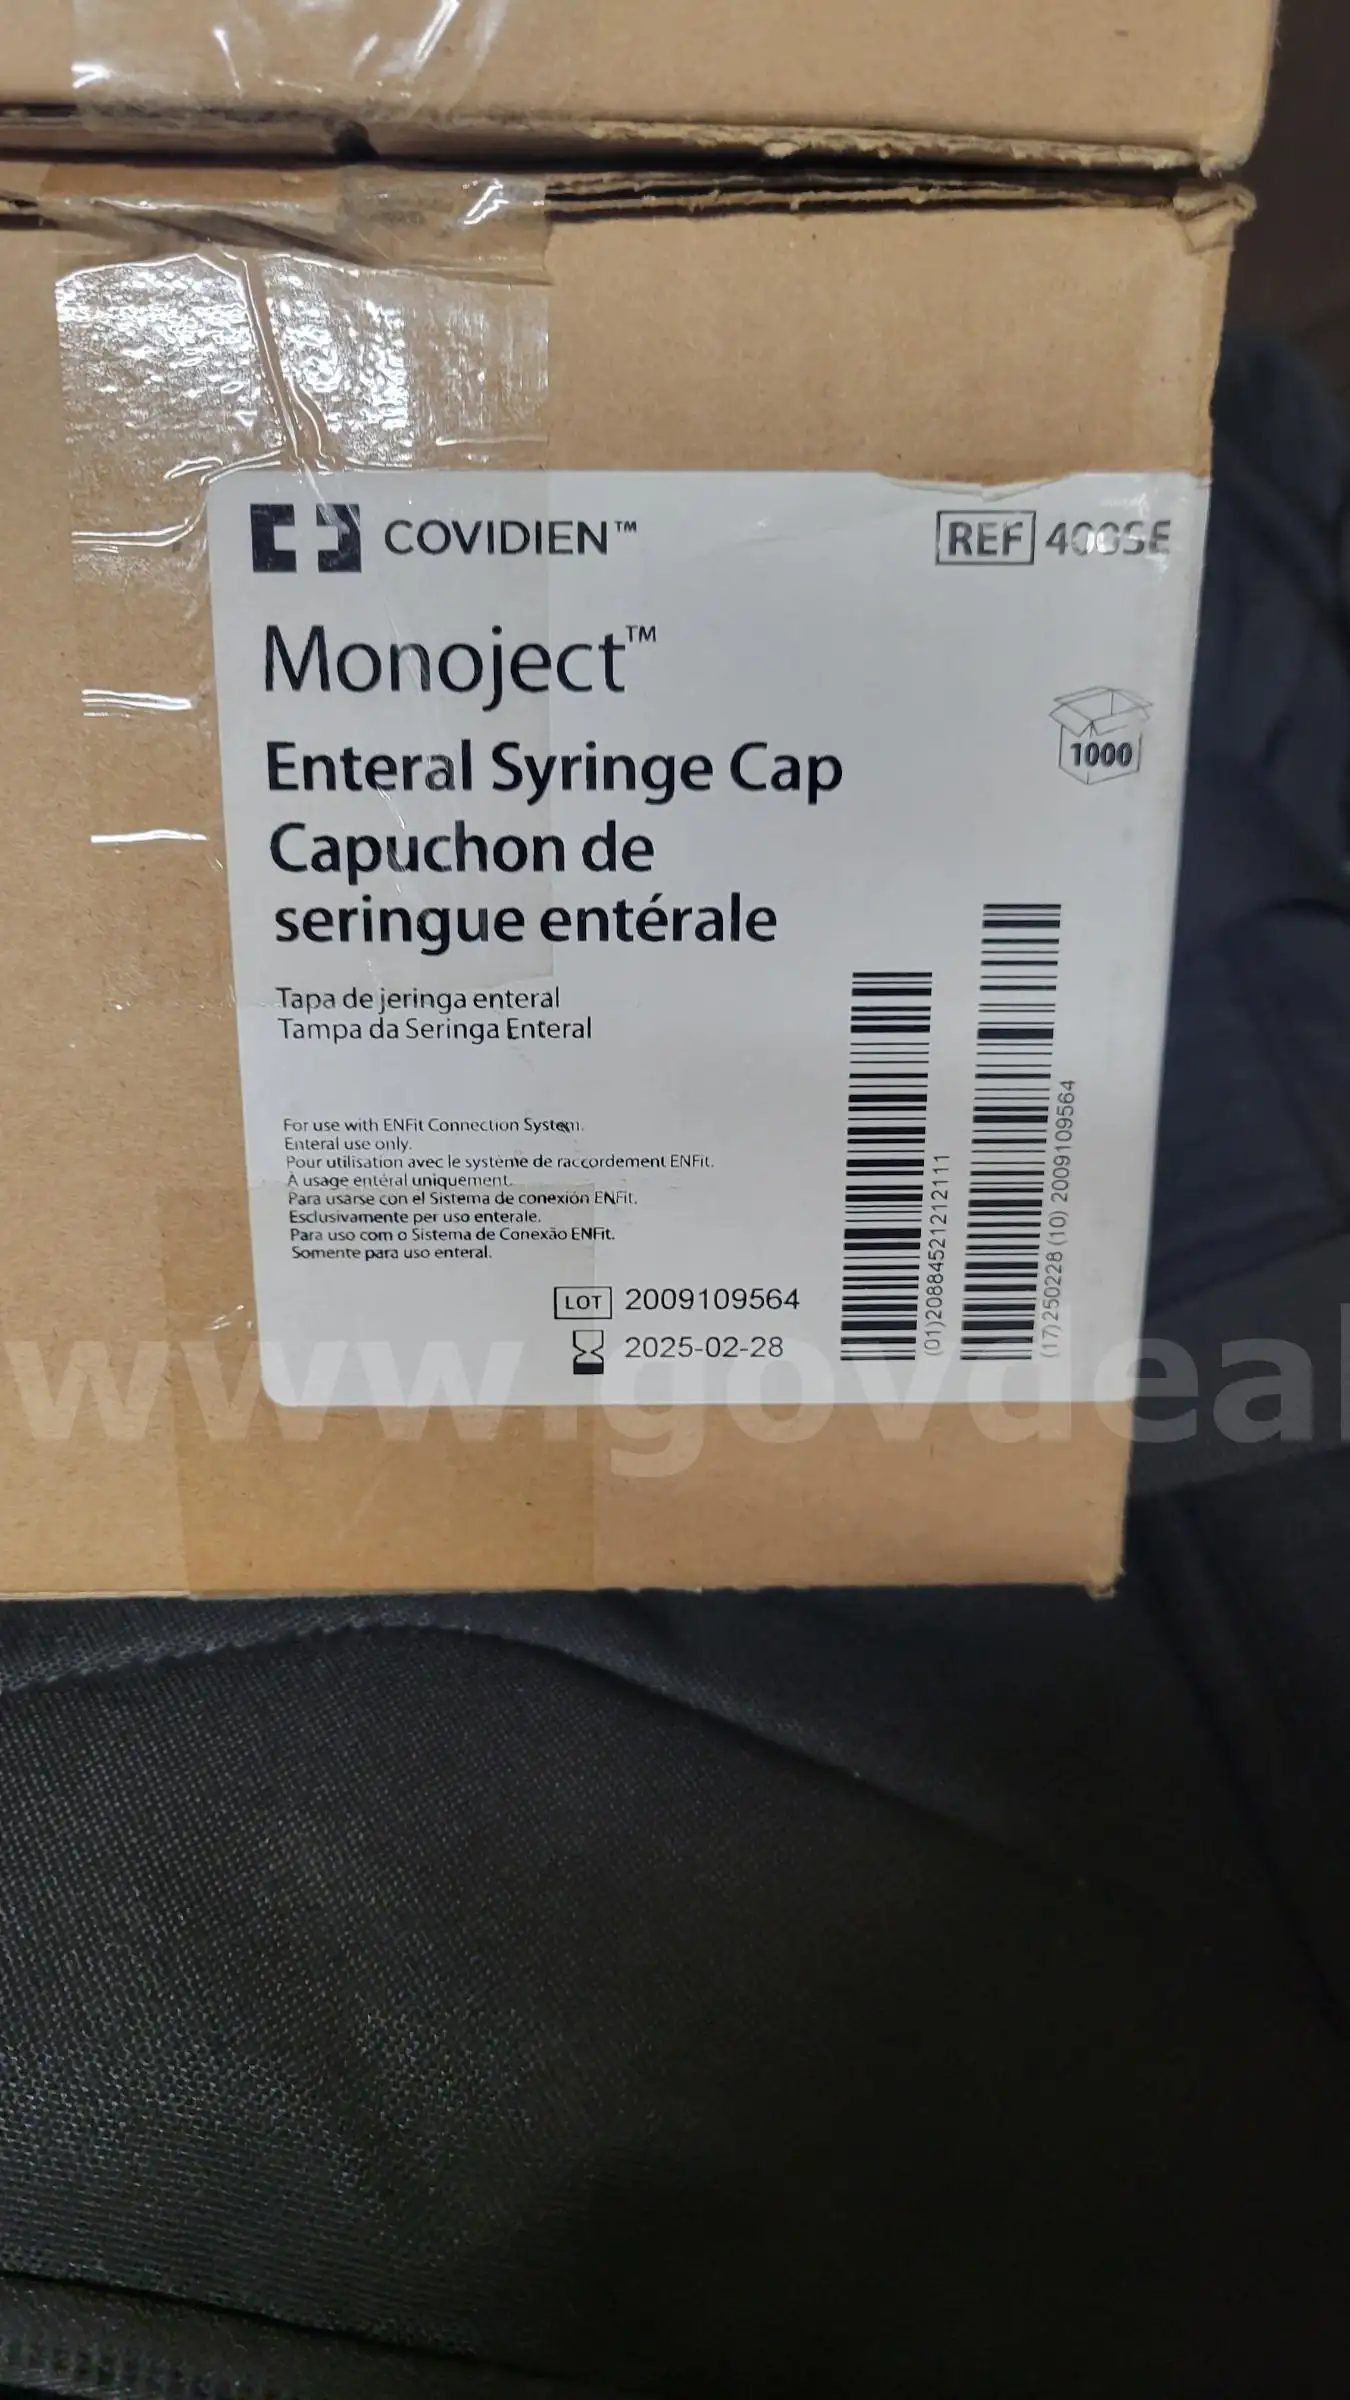 COVIDIEN™
REF 400SE
Monoject™
1000
Enteral Syringe Cap
Capuchon de
seringue entérale
Tapa de jeringa enteral
Tampa da Seringa Enteral
For use with ENFit Connection System.
Enteral use only.
Pour utilisation avec le système de raccordement ENFit.
À usage entéral uniquement.
Para usarse con el Sistema de conexión ENFit.
Esclusivamente per uso enterale.
Para uso com o Sistema de Conexão ENFit.
Somente para uso enteral.
LOT 2009109564
2025-02-28
(01)20884521212111
(17)250228 (10) 2009109564
www.govdeal